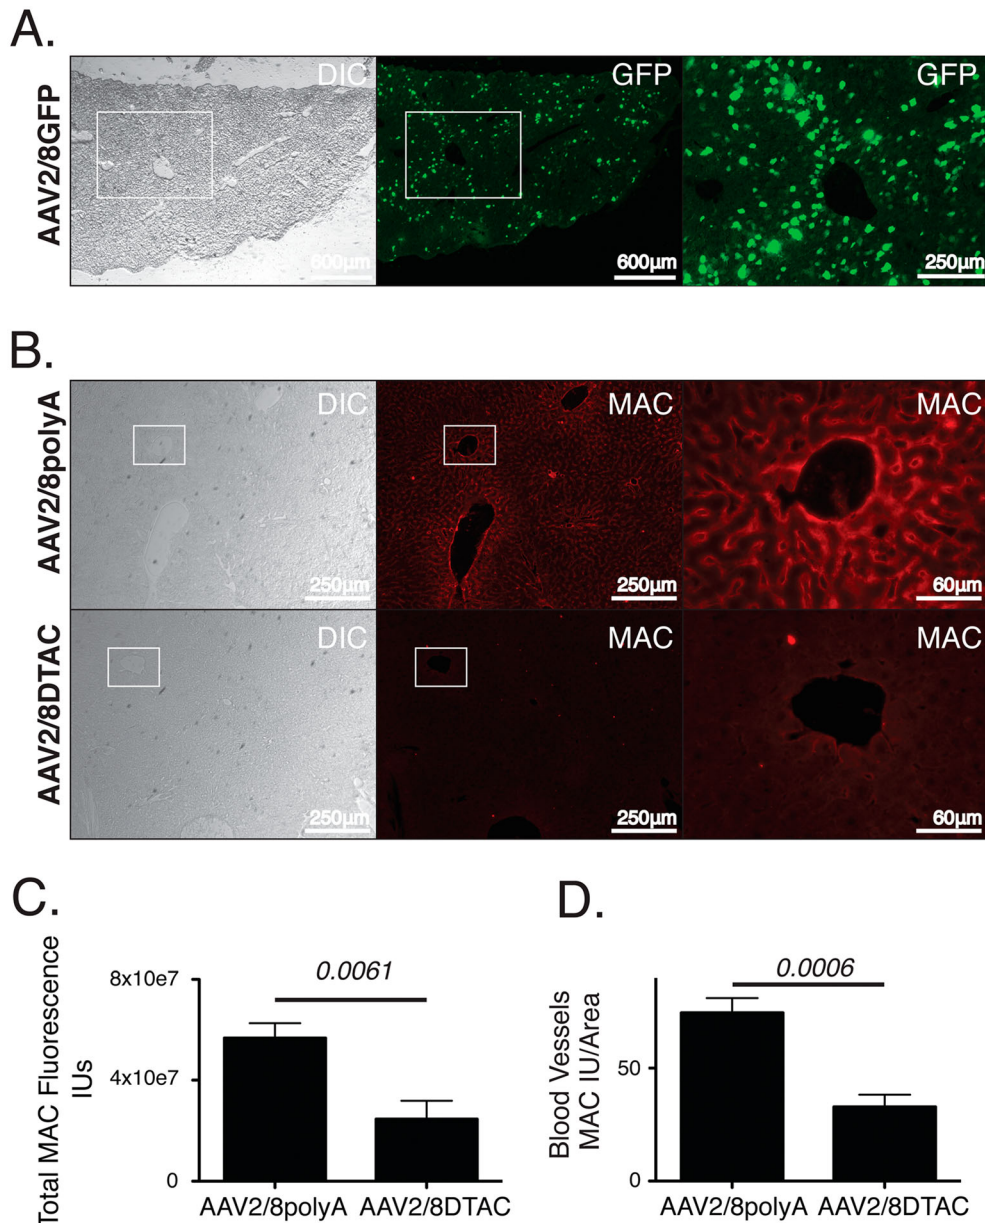 A.
AAV2/8GFP
DIC
GFP
GFP
600µm
600µm
250µm
B.
AAV2/8polyA
DIC
MAC
MAC
250µm
250µm
60µm
AAV2/8DTAC
DIC
MAC
MAC
250µm
250µm
60µm
C.
Total MAC Fluorescence
IUs
8x10e7
4x10e7
0
0.0061
AAV2/8polyA
AAV2/8DTAC
D.
Blood Vessels
MAC IU/Area
50
0
0.0006
AAV2/8polyA
AAV2/8DTAC